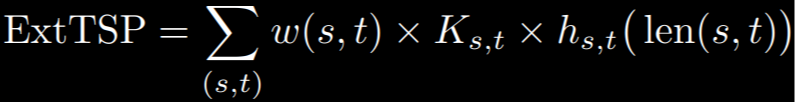 ExtTSP = ∑ w(s, t) × K_{s,t} × h_{s,t}( len(s, t))
(s,t)